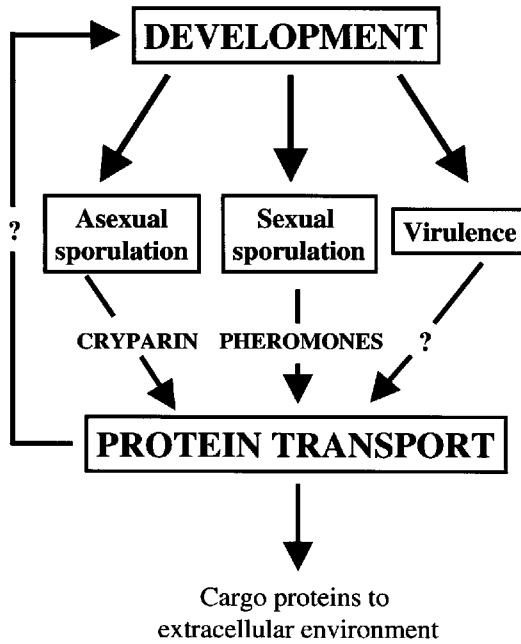 DEVELOPMENT
Asexual
sporulation
Sexual
sporulation
Virulence
?
CRYPARIN
PHEROMONES
?
PROTEIN TRANSPORT
Cargo proteins to
extracellular environment